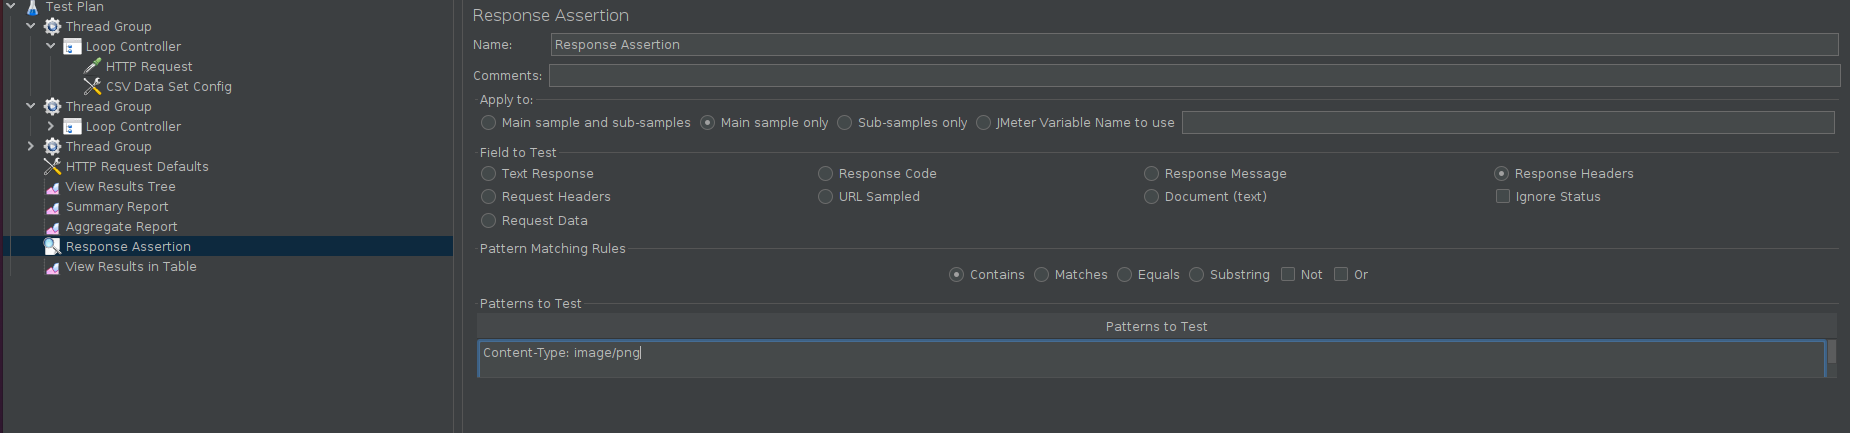 Test Plan
Thread Group
Loop Controller
HTTP Request
CSV Data Set Config
Thread Group
Loop Controller
Thread Group
HTTP Request Defaults
View Results Tree
Summary Report
Aggregate Report
Response Assertion
View Results in Table
Response Assertion
Name: Response Assertion
Comments:
Apply to:
Main sample and sub-samples Main sample only Sub-samples only JMeter Variable Name to use
Field to Test
Text Response Response Code Response Message Response Headers
Request Headers URL Sampled Document (text) Ignore Status
Request Data
Pattern Matching Rules
Contains Matches Equals Substring Not Or
Patterns to Test
Patterns to Test
Content-Type: image/png